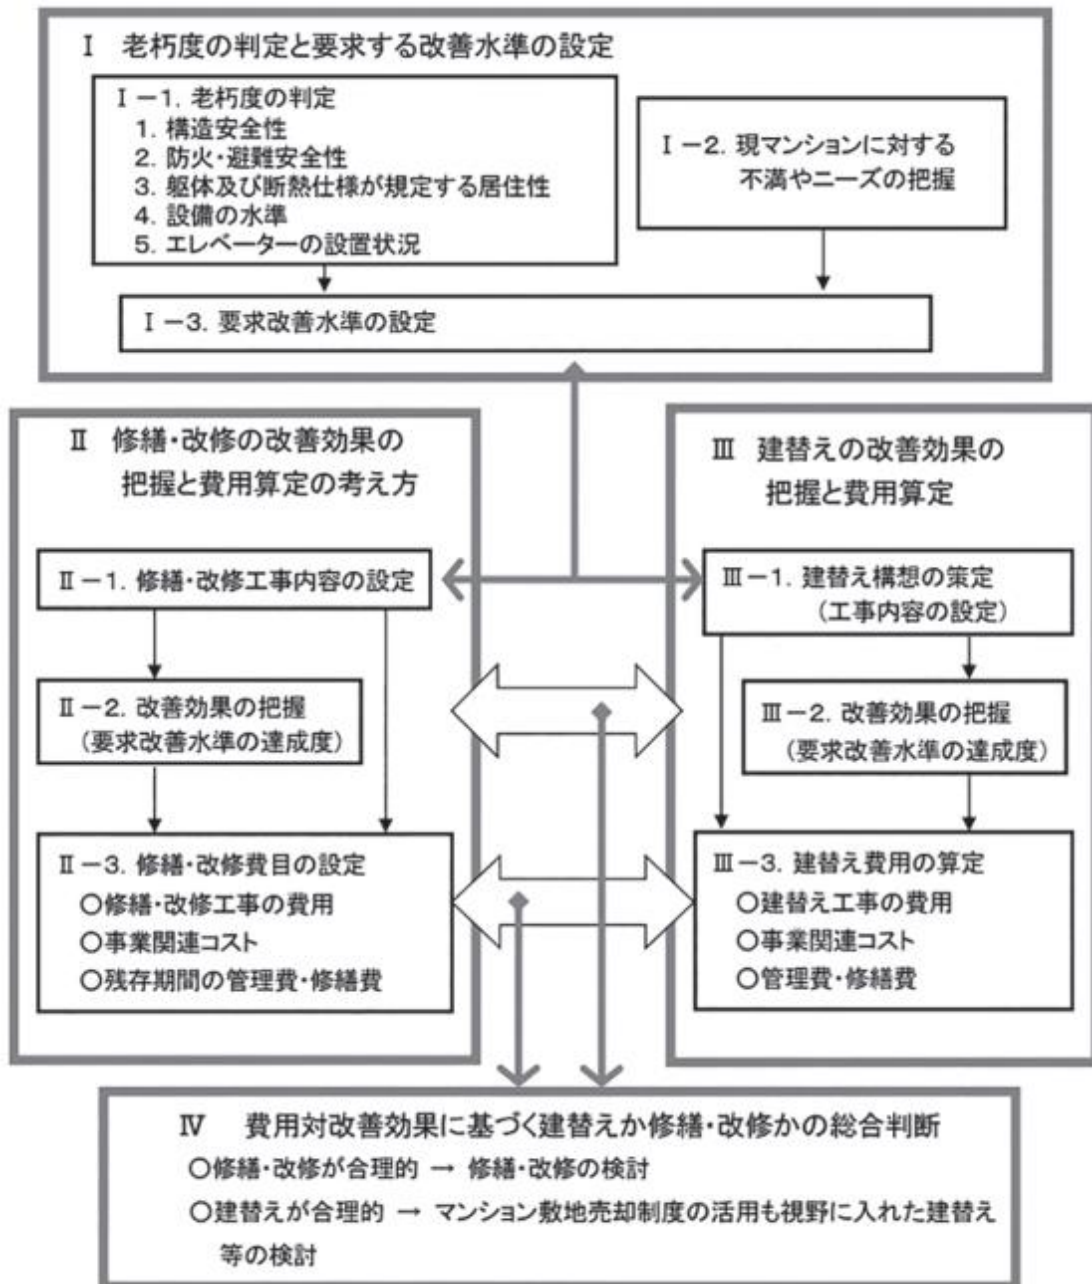 Ⅰ 老朽度の判定と要求する改善水準の設定
Ⅰ－1. 老朽度の判定
1. 構造安全性
2. 防火・避難安全性
3. 躯体及び断熱仕様が規定する居住性
4. 設備の水準
5. エレベーターの設置状況
Ⅰ－2. 現マンションに対する
不満やニーズの把握
Ⅰ－3. 要求改善水準の設定
Ⅱ 修繕・改修の改善効果の
把握と費用算定の考え方
Ⅱ－1. 修繕・改修工事内容の設定
Ⅱ－2. 改善効果の把握
（要求改善水準の達成度）
Ⅱ－3. 修繕・改修費目の設定
○修繕・改修工事の費用
○事業関連コスト
○残存期間の管理費・修繕費
Ⅲ 建替えの改善効果の
把握と費用算定
Ⅲ－1. 建替え構想の策定
（工事内容の設定）
Ⅲ－2. 改善効果の把握
（要求改善水準の達成度）
Ⅲ－3. 建替え費用の算定
○建替え工事の費用
○事業関連コスト
○管理費・修繕費
Ⅳ 費用対改善効果に基づく建替えか修繕・改修かの総合判断
○修繕・改修が合理的 → 修繕・改修の検討
○建替えが合理的 → マンション敷地売却制度の活用も視野に入れた建替え
等の検討